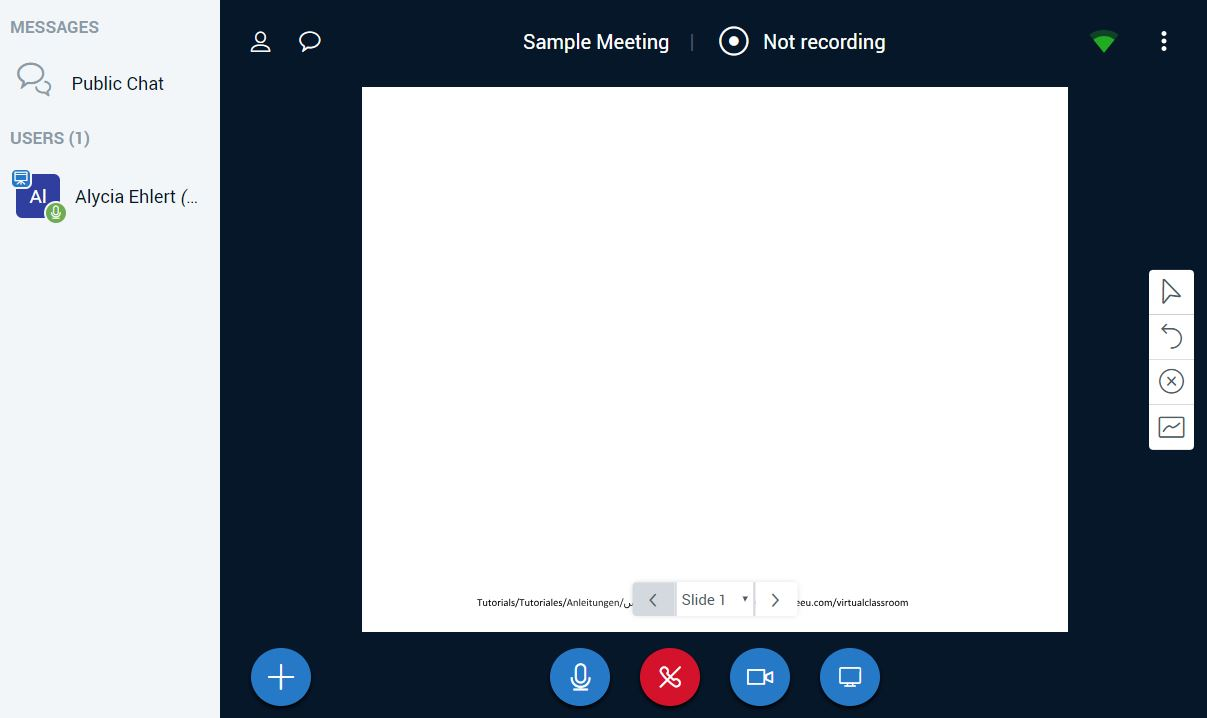 MESSAGES
Public Chat
USERS (1)
Al
Alycia Ehlert (...
Sample Meeting | Not recording
Tutorials/Tutoriales/Anleitungen/
eeu.com/virtualclassroom
Slide 1